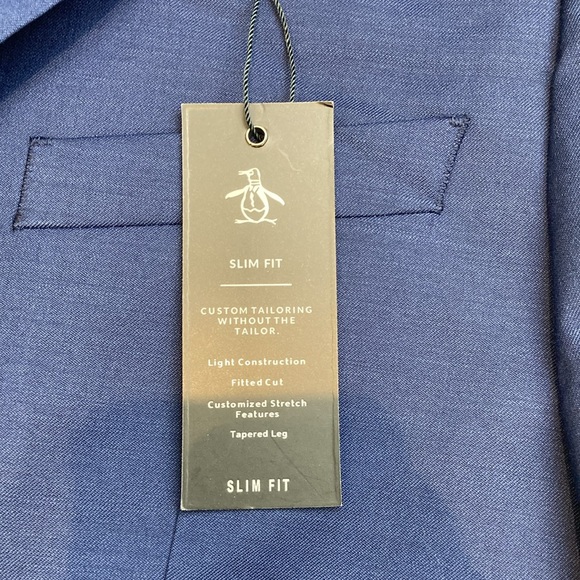 SLIM FIT
CUSTOM TAILORING
WITHOUT THE
TAILOR.
Light Construction
Fitted Cut
Customized Stretch
Features
Tapered Leg
SLIM FIT